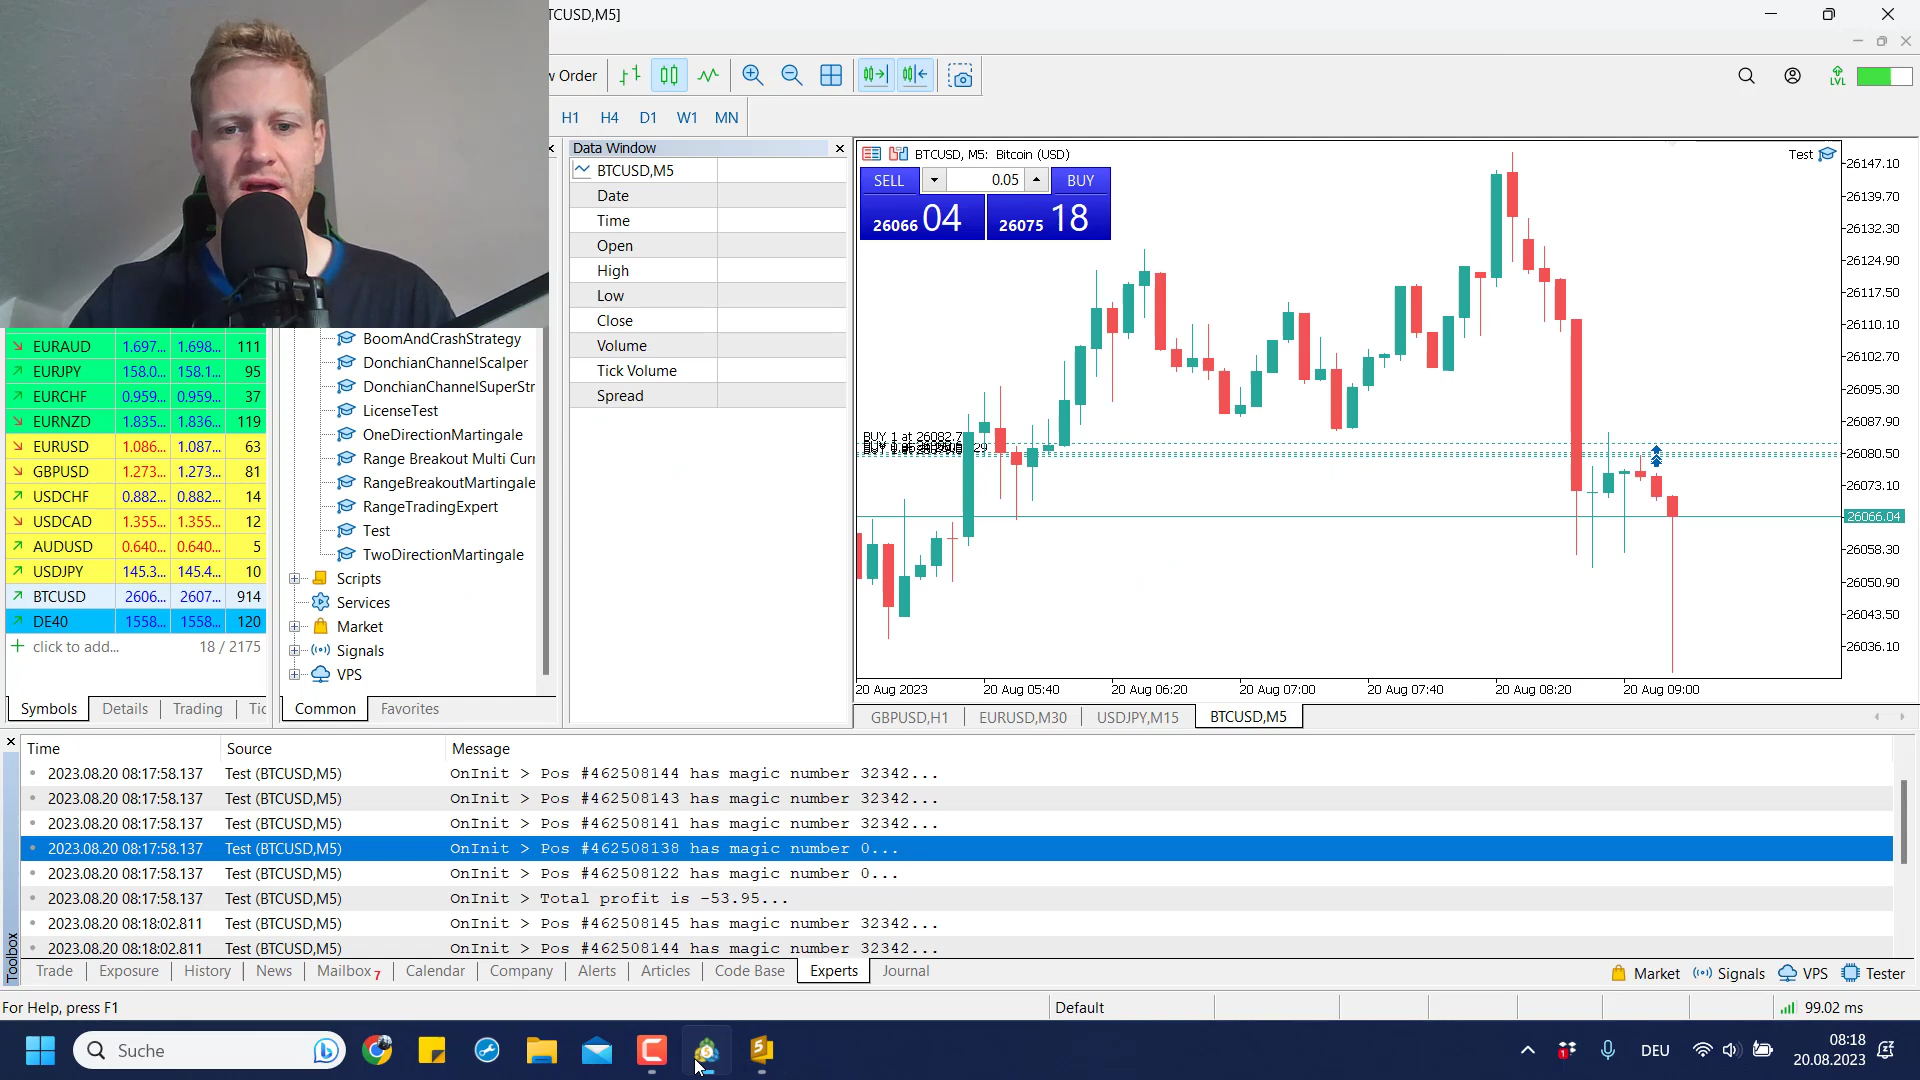 TCUSD,M5]
w Order
LVL
H1 H4 D1 W1 MN
Data Window
BTCUSD,M5
Date
Time
Open
High
Low
Close
Volume
Tick Volume
Spread
BTCUSD, M5: Bitcoin (USD)
Test
SELL 0.05 BUY
26066 04 26075 18
BUY 1 at 26082.7
26147.10
26139.70
26132.30
26124.90
26117.50
26110.10
26102.70
26095.30
26087.90
26080.50
26073.10
26066.04
26058.30
26050.90
26043.50
26036.10
20 Aug 2023 20 Aug 05:40 20 Aug 06:20 20 Aug 07:00 20 Aug 07:40 20 Aug 08:20 20 Aug 09:00
GBPUSD,H1 EURUSD,M30 USDJPY,M15 BTCUSD,M5
EURAUD 1.697... 1.698... 111
EURJPY 158.0... 158.1... 95
EURCHF 0.959... 0.959... 37
EURNZD 1.835... 1.836... 119
EURUSD 1.086... 1.087... 63
GBPUSD 1.273... 1.273... 81
USDCHF 0.882... 0.882... 14
USDCAD 1.355... 1.355... 12
AUDUSD 0.640... 0.640... 5
USDJPY 145.3... 145.4... 10
BTCUSD 2606... 2607... 914
DE40 1558... 1558... 120
click to add... 18 / 2175
Symbols Details Trading Tic
BoomAndCrashStrategy
DonchianChannelScalper
DonchianChannelSuperStr
LicenseTest
OneDirectionMartingale
Range Breakout Multi Curr
RangeBreakoutMartingale
RangeTradingExpert
Test
TwoDirectionMartingale
Scripts
Services
Market
Signals
VPS
Common Favorites
Time Source Message
2023.08.20 08:17:58.137 Test (BTCUSD,M5) OnInit > Pos #462508144 has magic number 32342...
2023.08.20 08:17:58.137 Test (BTCUSD,M5) OnInit > Pos #462508143 has magic number 32342...
2023.08.20 08:17:58.137 Test (BTCUSD,M5) OnInit > Pos #462508141 has magic number 32342...
2023.08.20 08:17:58.137 Test (BTCUSD,M5) OnInit > Pos #462508138 has magic number 0...
2023.08.20 08:17:58.137 Test (BTCUSD,M5) OnInit > Pos #462508122 has magic number 0...
2023.08.20 08:17:58.137 Test (BTCUSD,M5) OnInit > Total profit is -53.95...
2023.08.20 08:18:02.811 Test (BTCUSD,M5) OnInit > Pos #462508145 has magic number 32342...
2023.08.20 08:18:02.811 Test (BTCUSD,M5) OnInit > Pos #462508144 has magic number 32342...
Toolbox
Trade Exposure History News Mailbox 7 Calendar Company Alerts Articles Code Base Experts Journal
Market Signals VPS Tester
For Help, press F1 Default 99.02 ms
Suche DEU 08:18
20.08.2023